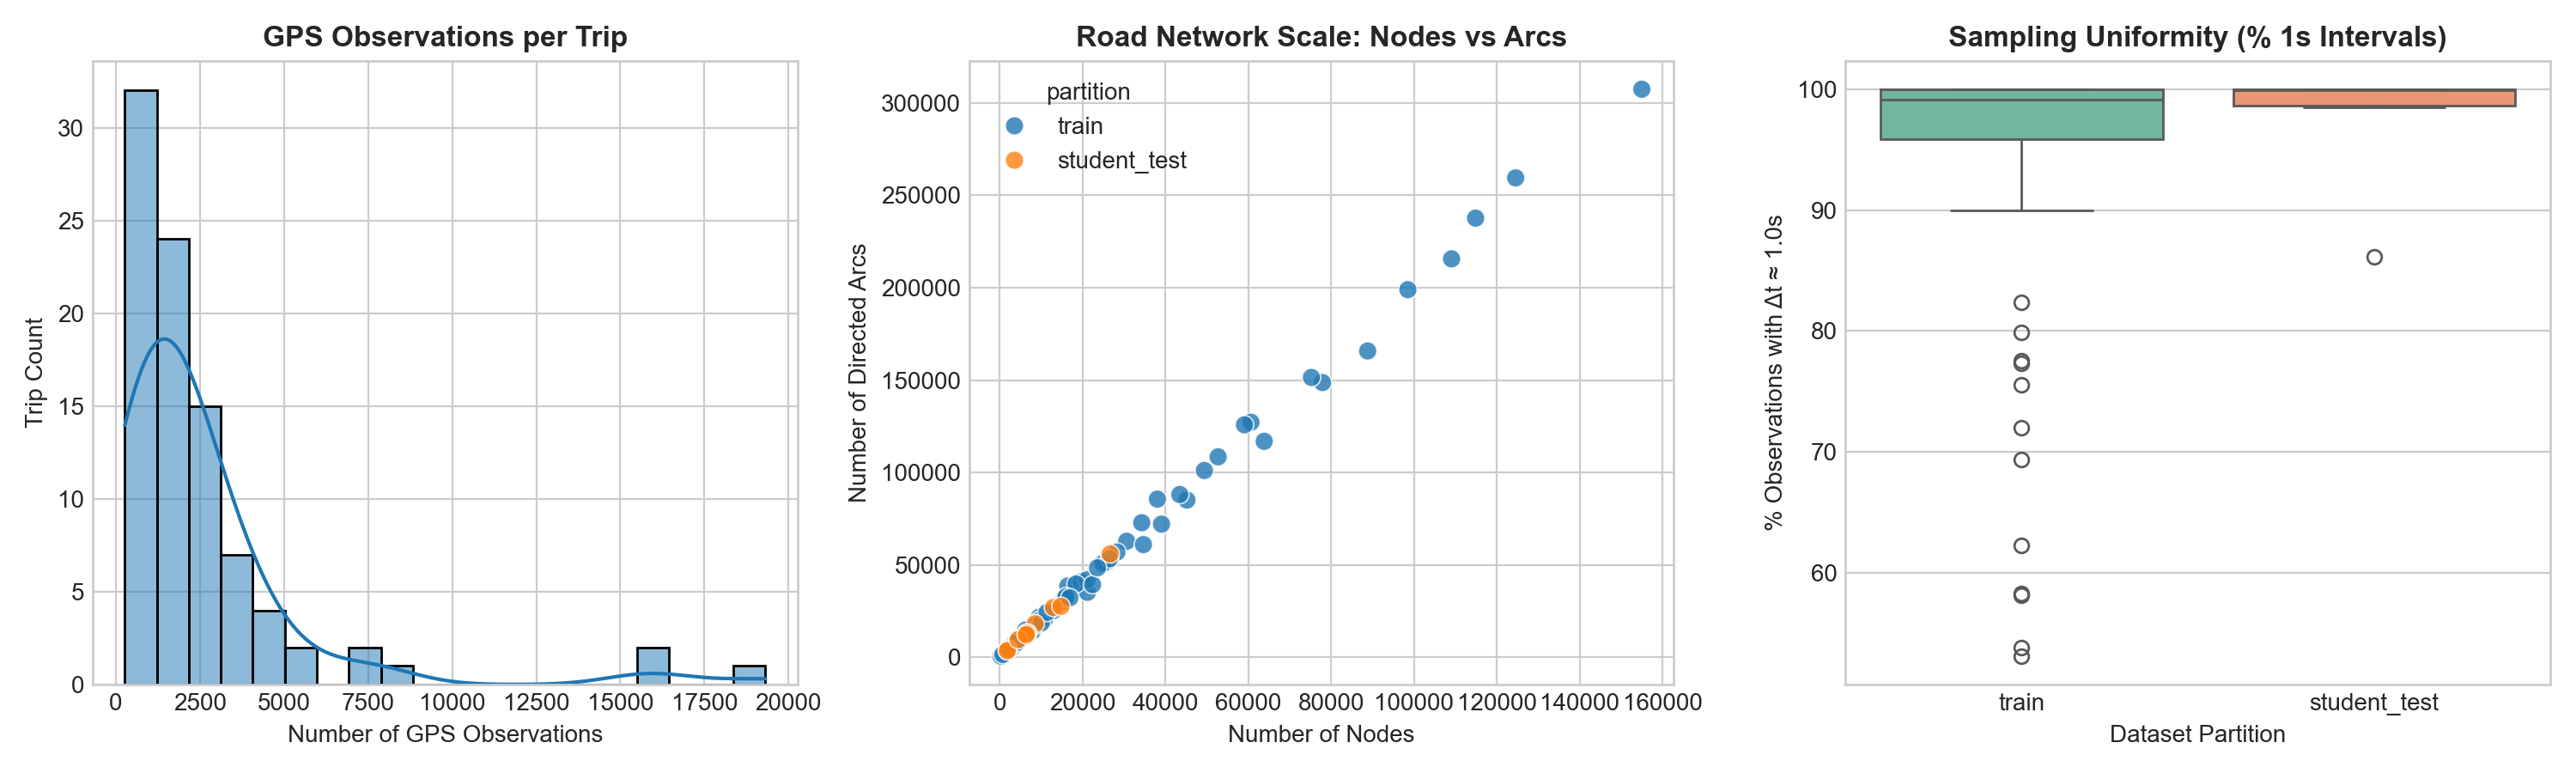 GPS Observations per Trip
Trip Count
30
25
20
15
10
5
0
0 2500 5000 7500 10000 12500 15000 17500 20000
Number of GPS Observations
Road Network Scale: Nodes vs Arcs
partition
train
student_test
Number of Directed Arcs
300000
250000
200000
150000
100000
50000
0
0 20000 40000 60000 80000 100000 120000 140000 160000
Number of Nodes
Sampling Uniformity (% 1s Intervals)
% Observations with Δt ≈ 1.0s
100
90
80
70
60
train student_test
Dataset Partition